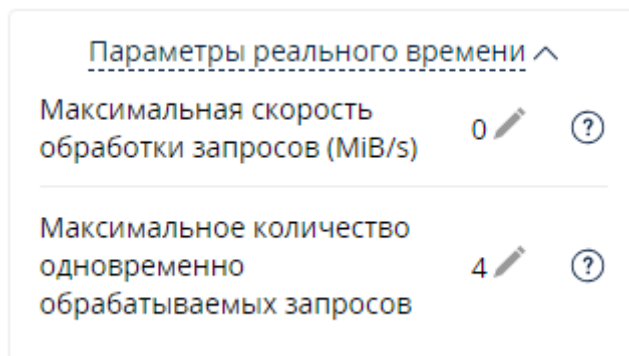 Параметры реального времени
Максимальная скорость
обработки запросов (MiB/s)
0
?
Максимальное количество
одновременно
обрабатываемых запросов
4
?